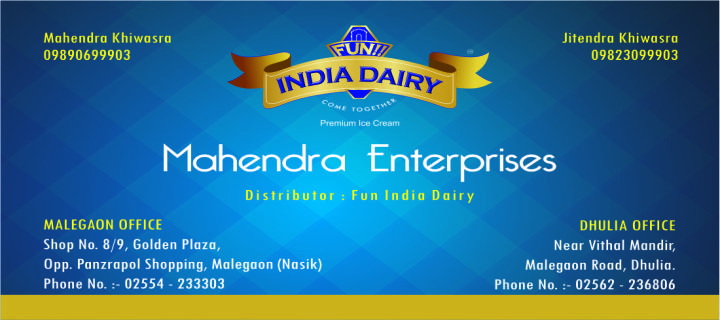 Mahendra Khiwasra
09890699903
Jitendra Khiwasra
09823099903
FUN!!
INDIA DAIRY
COME TOGETHER
Premium Ice Cream
Mahendra Enterprises
Distributor : Fun India Dairy
MALEGAON OFFICE
Shop No. 8/9, Golden Plaza,
Opp. Panzrapol Shopping, Malegaon (Nasik)
Phone No. :- 02554 - 233303
DHULIA OFFICE
Near Vithal Mandir,
Malegaon Road, Dhulia.
Phone No. :- 02562 - 236806